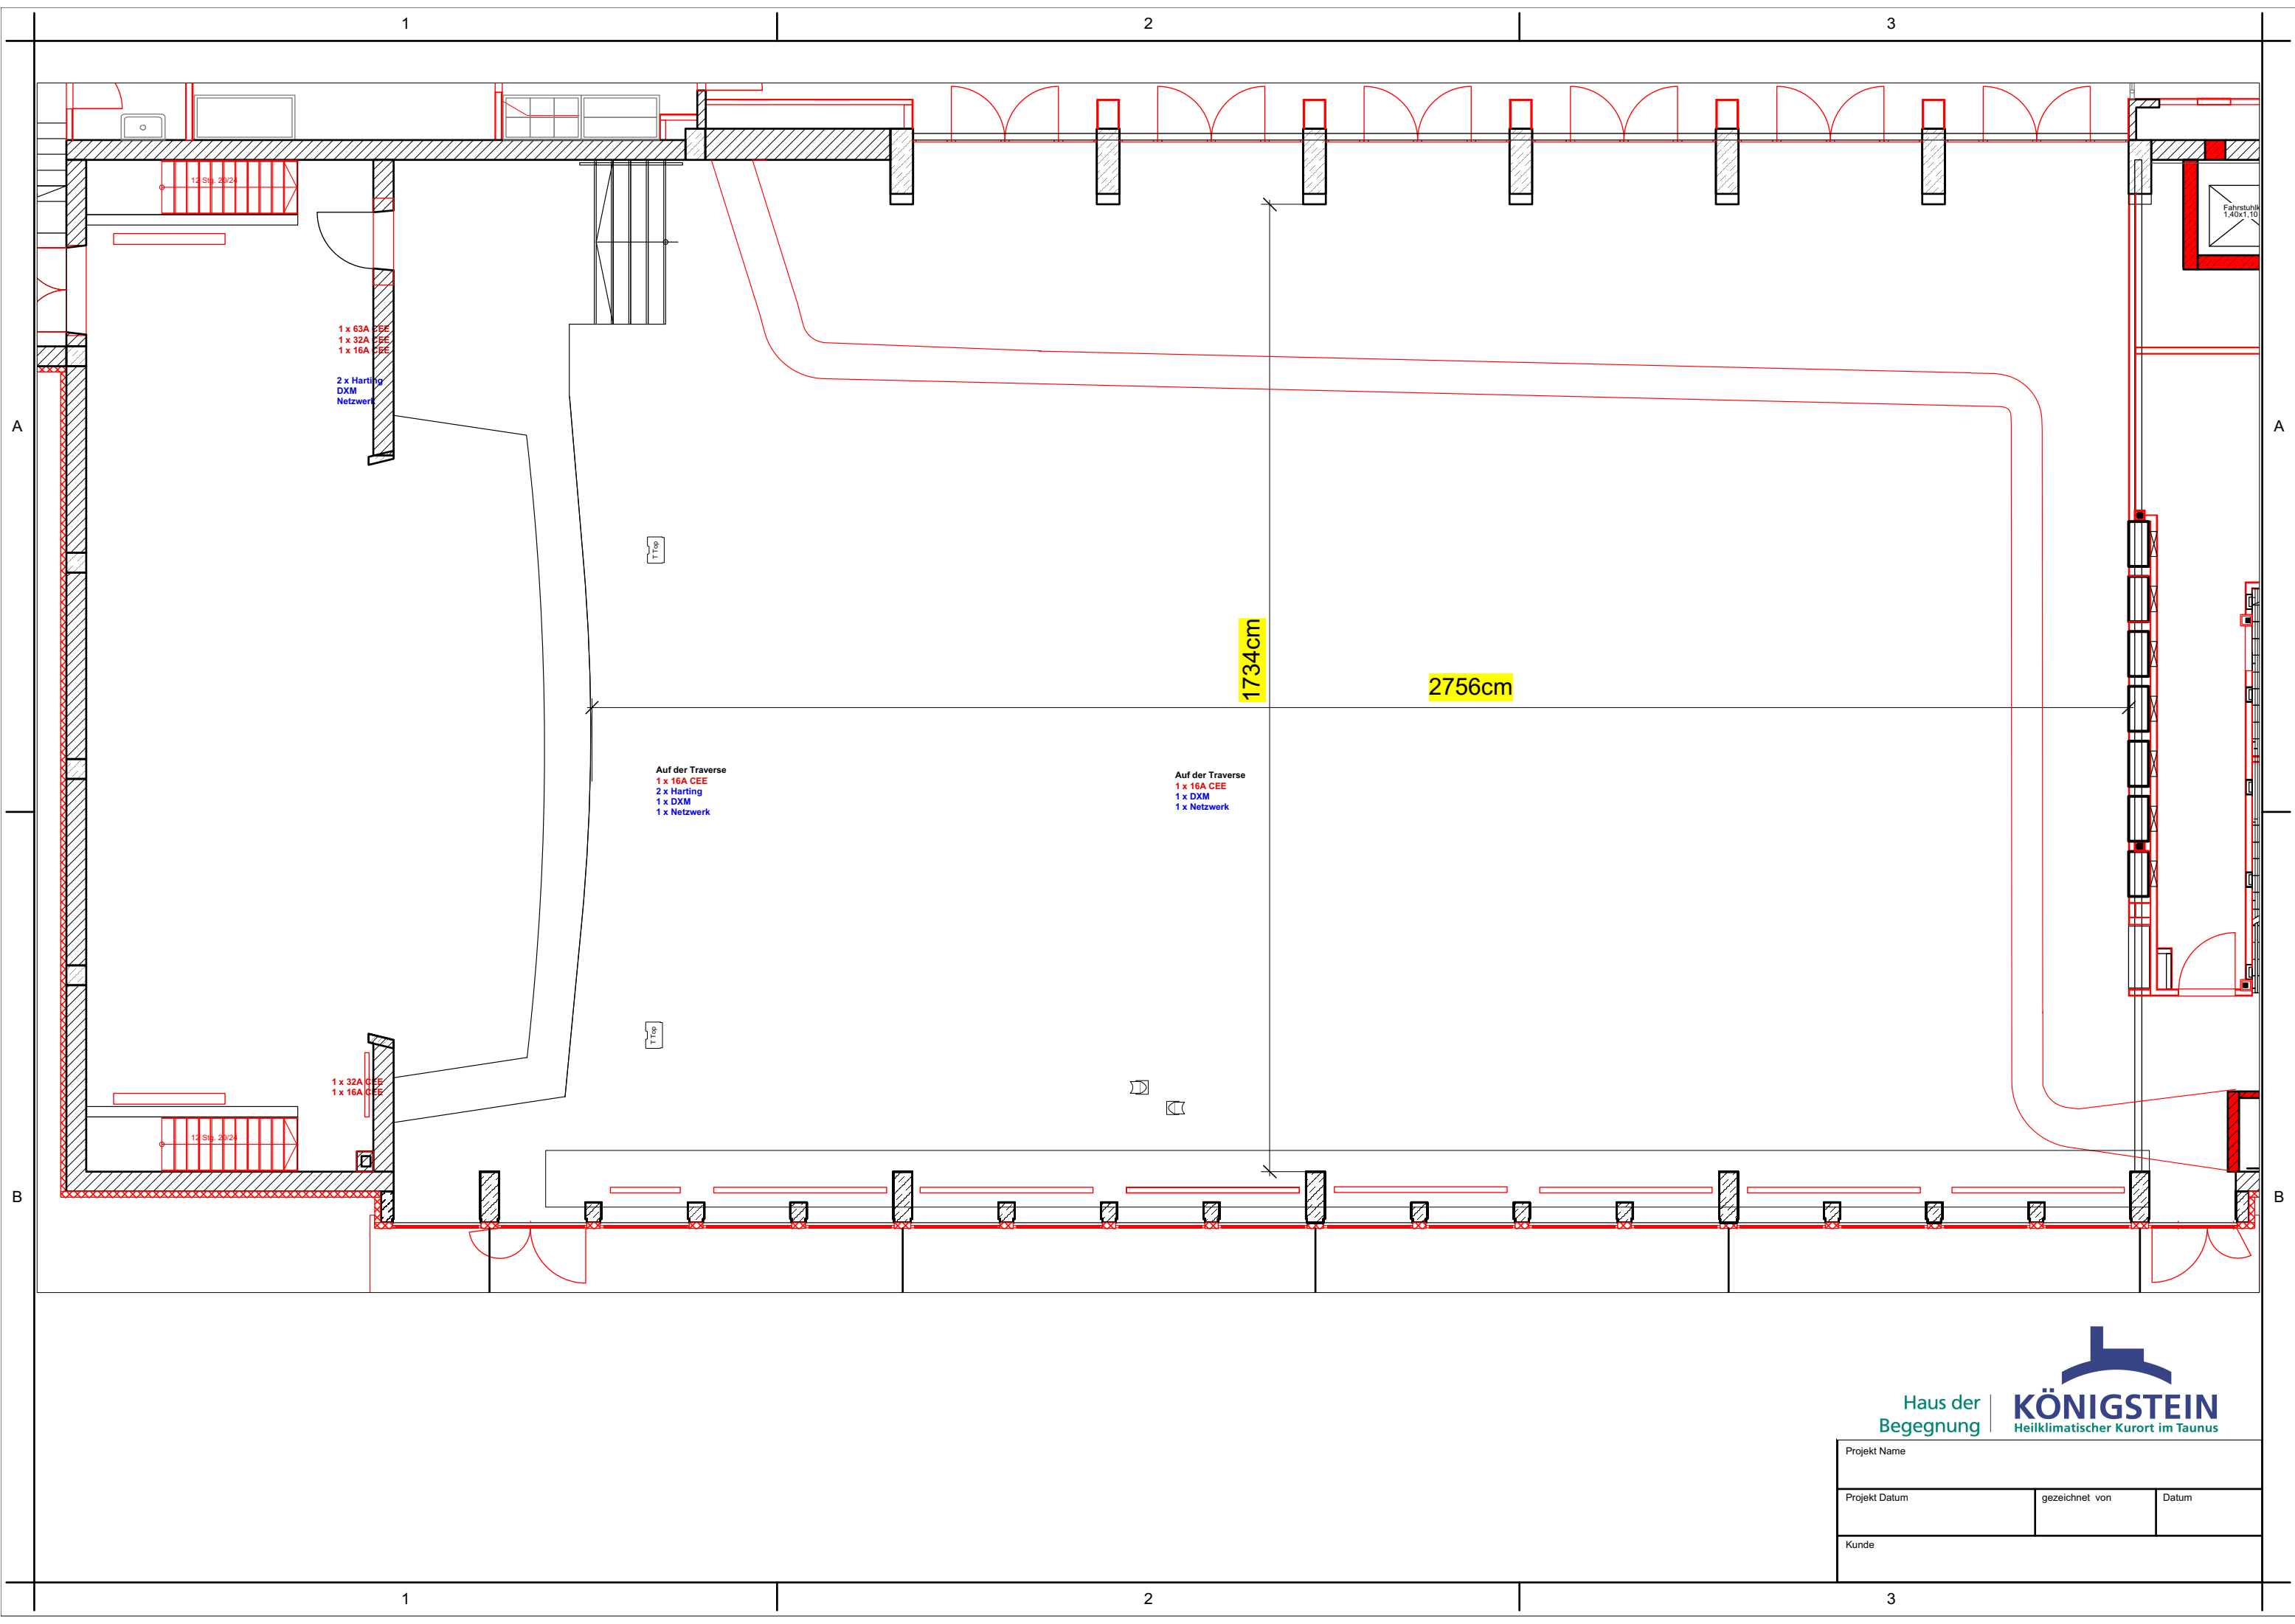 1
2
3
12 Stg. 20/24
Fahrstuhlk
1,40x1,10
1 x 63A CEE
1 x 32A CEE
1 x 16A CEE
2 x Harting
DXM
Netzwerk
A
A
T Top
1734cm
2756cm
Auf der Traverse
1 x 16A CEE
2 x Harting
1 x DXM
1 x Netzwerk
Auf der Traverse
1 x 16A CEE
1 x DXM
1 x Netzwerk
T Top
1 x 32A CEE
1 x 16A CEE
12 Stg. 20/24
B
B
Haus der
Begegnung
KÖNIGSTEIN
Heilklimatischer Kurort im Taunus
Projekt Name
Projekt Datum
gezeichnet von
Datum
Kunde
1
2
3